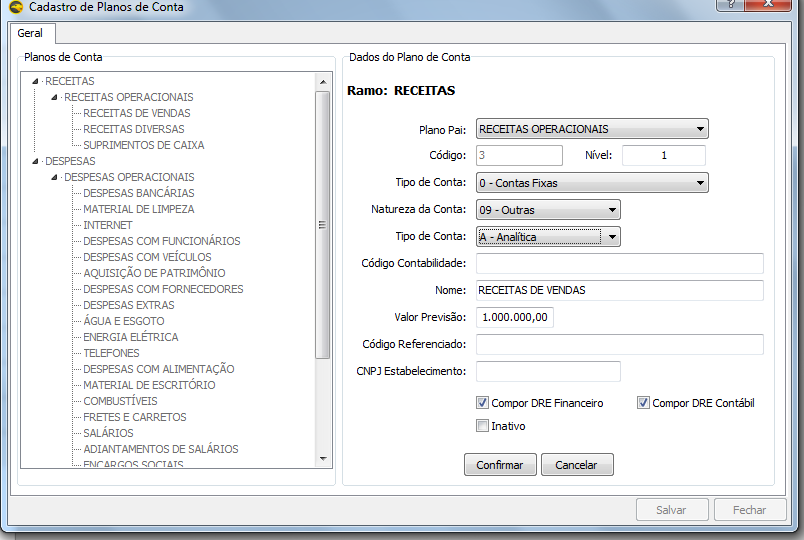 Cadastro de Planos de Conta
Geral
Planos de Conta
RECEITAS
RECEITAS OPERACIONAIS
RECEITAS DE VENDAS
RECEITAS DIVERSAS
SUPRIMENTOS DE CAIXA
DESPESAS
DESPESAS OPERACIONAIS
DESPESAS BANCÁRIAS
MATERIAL DE LIMPEZA
INTERNET
DESPESAS COM FUNCIONÁRIOS
DESPESAS COM VEÍCULOS
AQUISIÇÃO DE PATRIMÔNIO
DESPESAS COM FORNECEDORES
DESPESAS EXTRAS
ÁGUA E ESGOTO
ENERGIA ELÉTRICA
TELEFONES
DESPESAS COM ALIMENTAÇÃO
MATERIAL DE ESCRITÓRIO
COMBUSTÍVEIS
FRETES E CARRETOS
SALÁRIOS
ADIANTAMENTOS DE SALÁRIOS
ENCARGOS SOCIAIS
Dados do Plano de Conta
Ramo: RECEITAS
Plano Pai: RECEITAS OPERACIONAIS
Código: 3 Nível: 1
Tipo de Conta: 0 - Contas Fixas
Natureza da Conta: 09 - Outras
Tipo de Conta: A - Analítica
Código Contabilidade:
Nome: RECEITAS DE VENDAS
Valor Previsão: 1.000.000,00
Código Referenciado:
CNPJ Estabelecimento:
Compor DRE Financeiro Compor DRE Contábil
Inativo
Confirmar Cancelar
Salvar Fechar